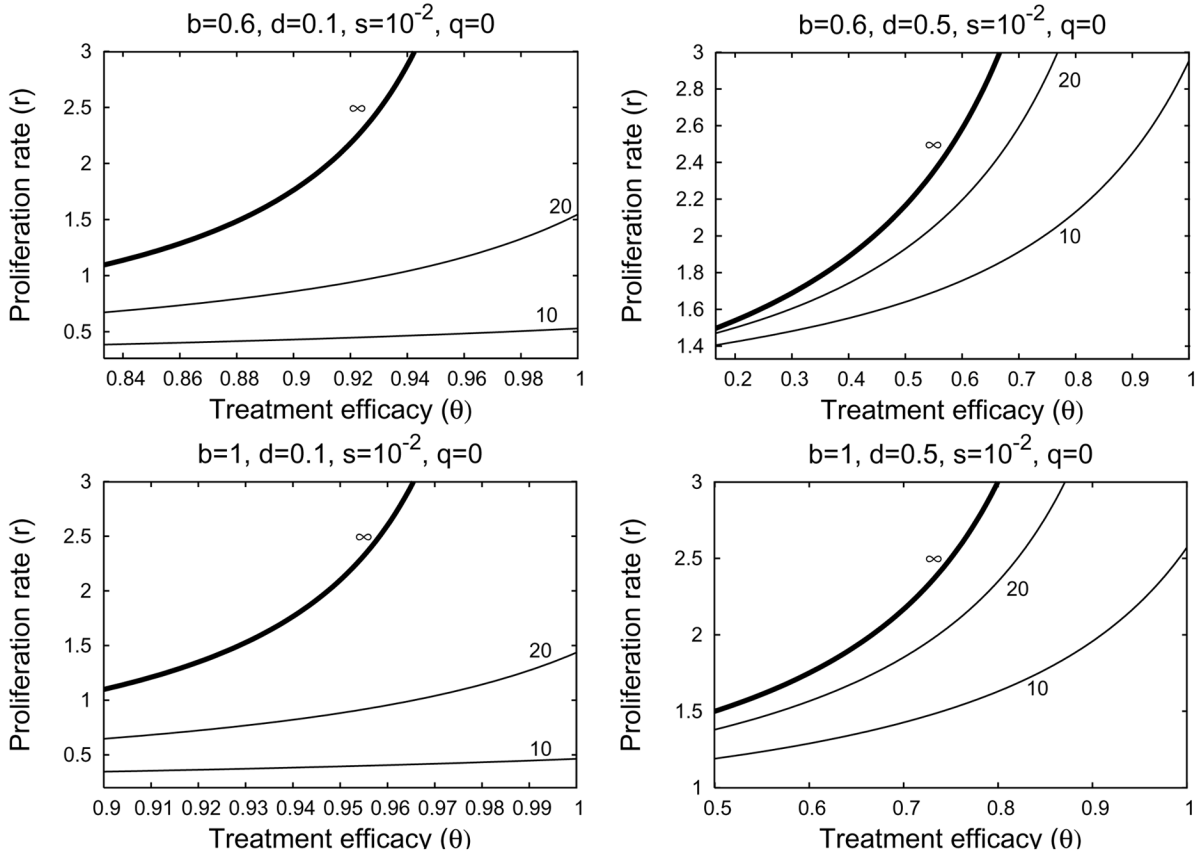 b=0.6, d=0.1, s=10⁻², q=0
Proliferation rate (r)
3
2.5
2
1.5
1
0.5
∞
20
10
0.84 0.86 0.88 0.9 0.92 0.94 0.96 0.98 1
Treatment efficacy (θ)
b=0.6, d=0.5, s=10⁻², q=0
Proliferation rate (r)
3
2.8
2.6
2.4
2.2
2
1.8
1.6
1.4
∞
20
10
0.2 0.3 0.4 0.5 0.6 0.7 0.8 0.9 1
Treatment efficacy (θ)
b=1, d=0.1, s=10⁻², q=0
Proliferation rate (r)
3
2.5
2
1.5
1
0.5
∞
20
10
0.9 0.91 0.92 0.93 0.94 0.95 0.96 0.97 0.98 0.99 1
Treatment efficacy (θ)
b=1, d=0.5, s=10⁻², q=0
Proliferation rate (r)
3
2.5
2
1.5
1
∞
20
10
0.5 0.6 0.7 0.8 0.9 1
Treatment efficacy (θ)